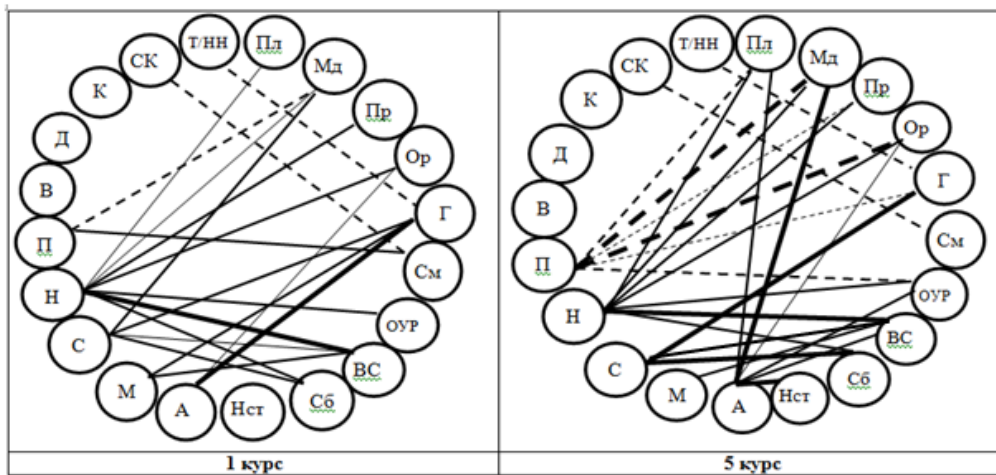 т/нн
Пл
Мд
Пр
Ор
Г
См
ОУР
ВС
Сб
Нст
А
М
С
Н
П
В
Д
К
СК
1 курс
т/нн
Пл
Мд
Пр
Ор
Г
См
ОУР
ВС
Сб
Нст
А
М
С
Н
П
В
Д
К
СК
5 курс